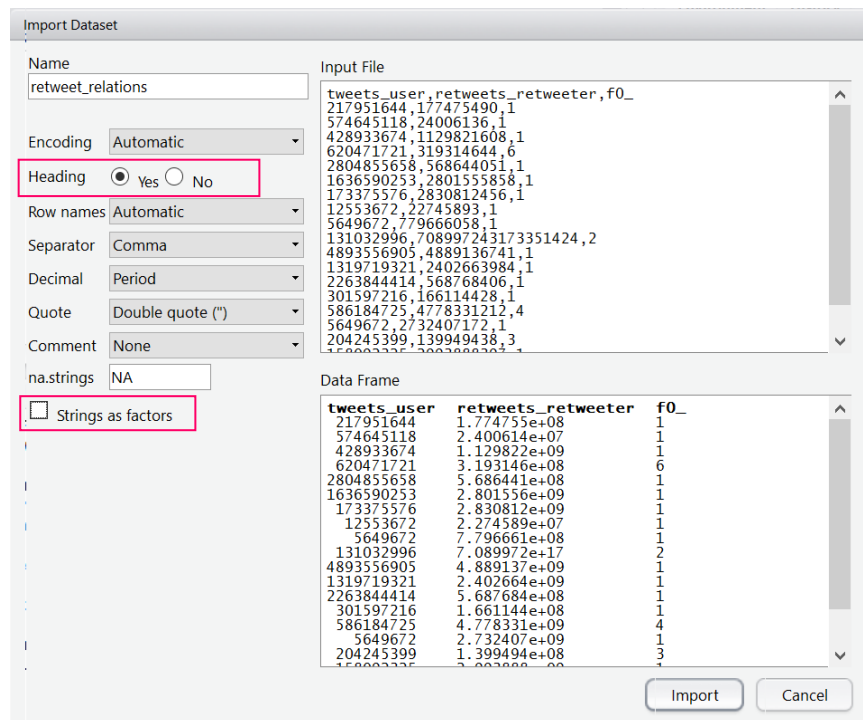 Import Dataset
Name
retweet_relations
Encoding Automatic
Heading Yes No
Row names Automatic
Separator Comma
Decimal Period
Quote Double quote (")
Comment None
na.strings NA
Strings as factors
Input File
tweets_user,retweets_retweeter,f0_
217951644,177475490,1
574645118,24006136,1
428933674,1129821608,1
620471721,319314644,6
2804855658,568644051,1
1636590253,2801555858,1
173375576,2830812456,1
12553672,22745893,1
5649672,779666058,1
131032996,708997243173351424,2
4893556905,4889136741,1
1319719321,2402663984,1
2263844414,568768406,1
301597216,166114428,1
586184725,4778331212,4
5649672,2732407172,1
204245399,139949438,3
Data Frame
tweets_user retweets_retweeter f0_
217951644 1.774755e+08 1
574645118 2.400614e+07 1
428933674 1.129822e+09 1
620471721 3.193146e+08 6
2804855658 5.686441e+08 1
1636590253 2.801556e+09 1
173375576 2.830812e+09 1
12553672 2.274589e+07 1
5649672 7.796661e+08 1
131032996 7.089972e+17 2
4893556905 4.889137e+09 1
1319719321 2.402664e+09 1
2263844414 5.687684e+08 1
301597216 1.661144e+08 1
586184725 4.778331e+09 4
5649672 2.732407e+09 1
204245399 1.399494e+08 3
Import Cancel